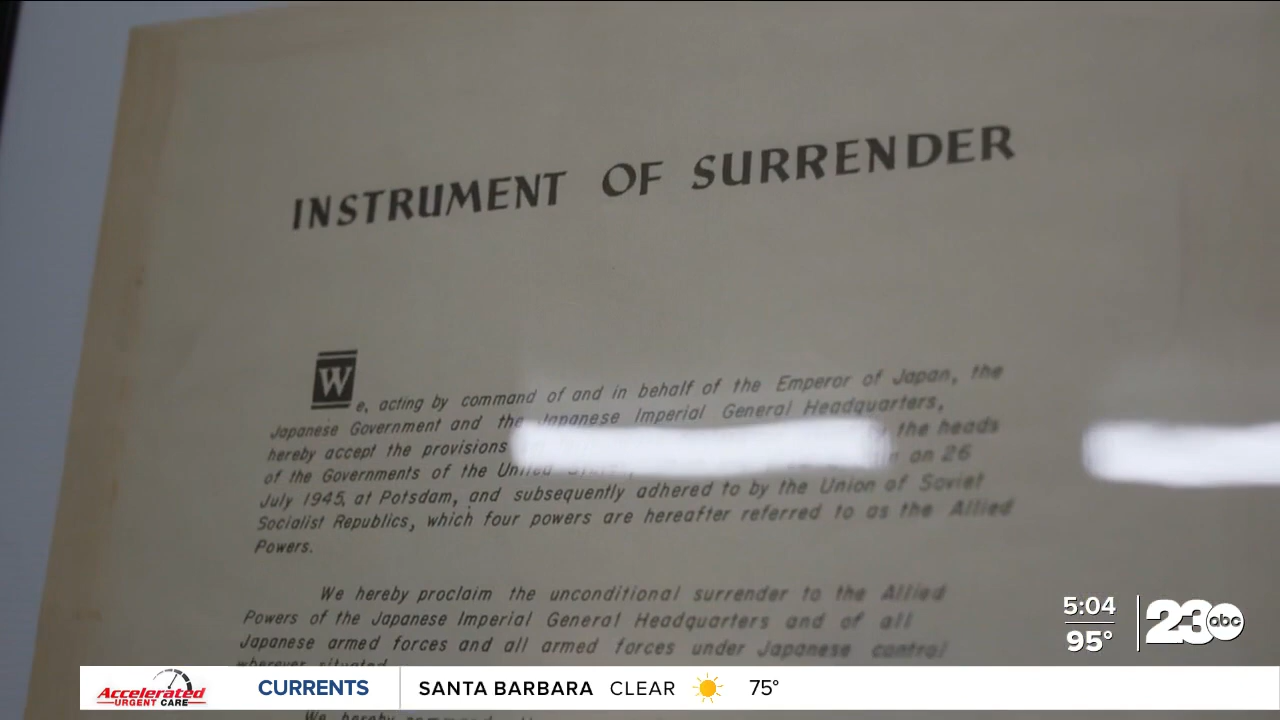 INSTRUMENT OF SURRENDER
We, acting by command of and in behalf of the Emperor of Japan, the
Japanese Government and the Japanese Imperial General Headquarters,
hereby accept the provisions the heads
of the Governments of the United on 26
July 1945, at Potsdam, and subsequently adhered to by the Union of Soviet
Socialist Republics, which four powers are hereafter referred to as the Allied
Powers.
We hereby proclaim the unconditional surrender to the Allied
Powers of the Japanese Imperial General Headquarters and of all
Japanese armed forces and all armed forces under Japanese control
wherever situated.
We hereby
5:04
95°
23 abc
Accelerated
URGENT CARE
CURRENTS
SANTA BARBARA CLEAR 75°